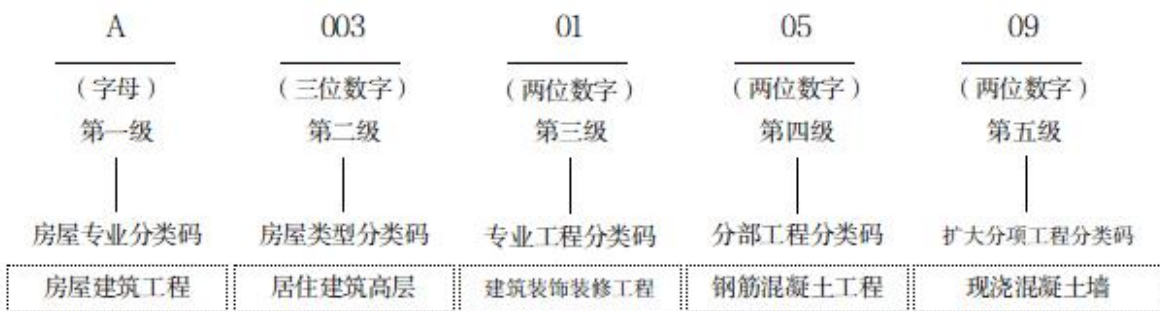 A 003 01 05 09
(字母) (三位数字) (两位数字) (两位数字) (两位数字)
第一级 第二级 第三级 第四级 第五级
房屋专业分类码 房屋类型分类码 专业工程分类码 分部工程分类码 扩大分项工程分类码
房屋建筑工程 居住建筑高层 建筑装饰装修工程 钢筋混凝土工程 现浇混凝土墙